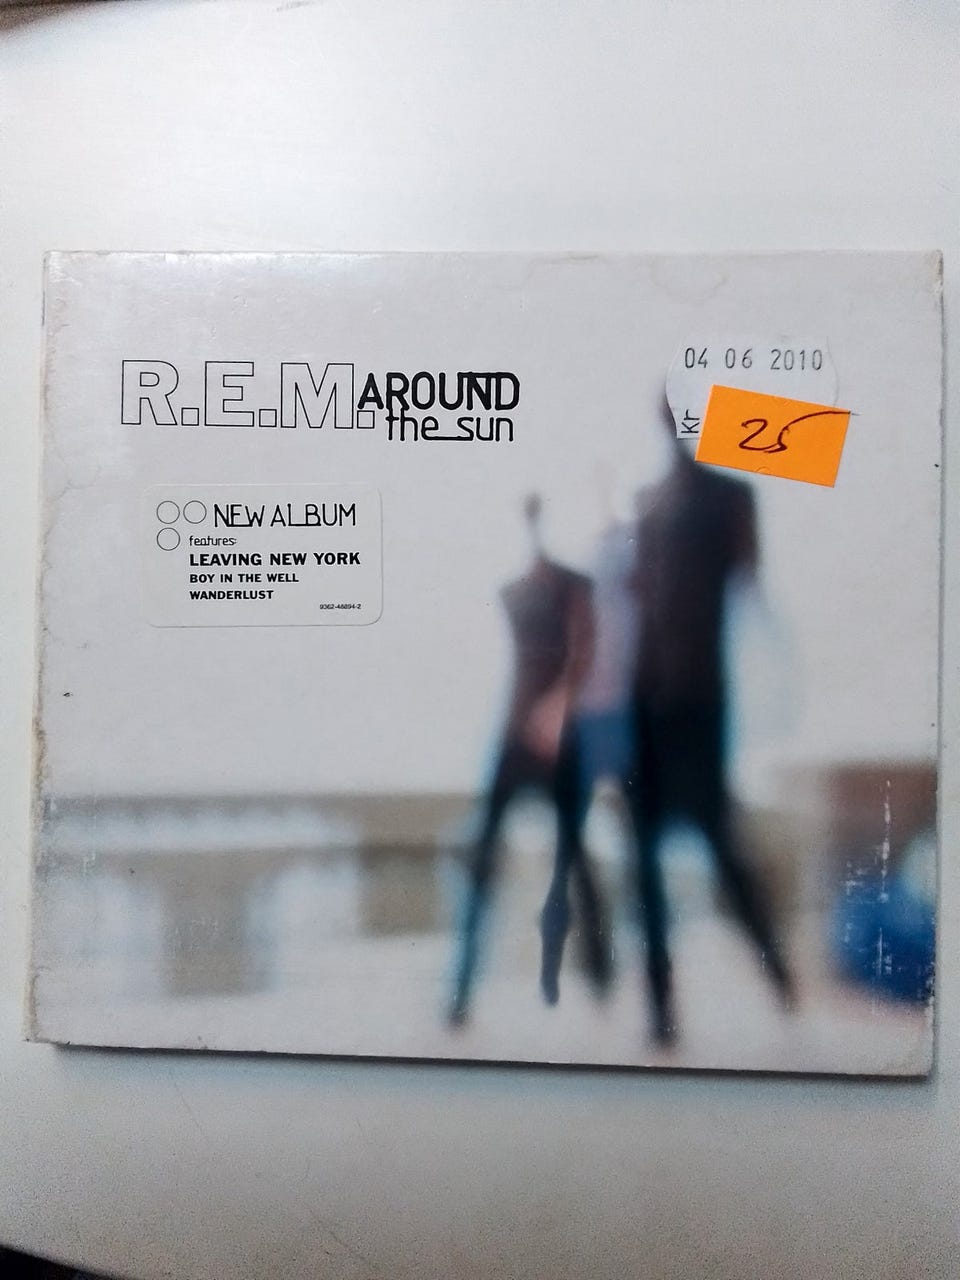 R.E.M. AROUND
the sun
04 06 2010
kr
25
NEW ALBUM
features:
LEAVING NEW YORK
BOY IN THE WELL
WANDERLUST
9362-48894-2